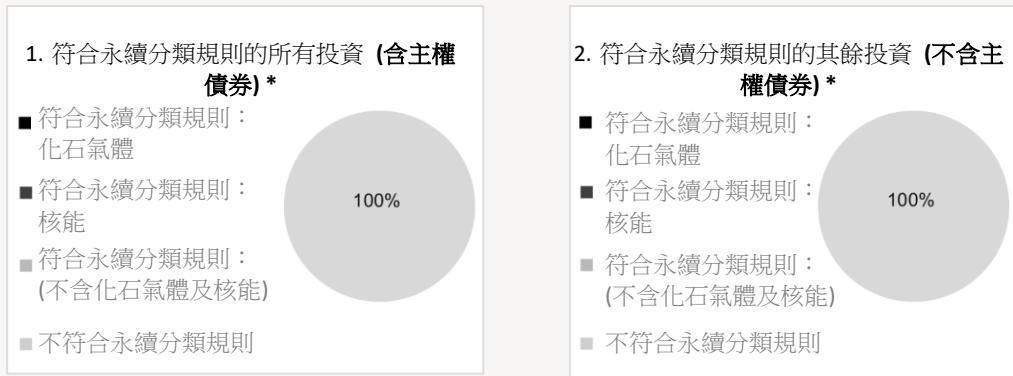 1. 符合永續分類規則的所有投資 (含主權
債券) *
符合永續分類規則：
化石氣體
符合永續分類規則：
核能
符合永續分類規則：
(不含化石氣體及核能)
不符合永續分類規則
100%
2. 符合永續分類規則的其餘投資 (不含主
權債券) *
符合永續分類規則：
化石氣體
符合永續分類規則：
核能
符合永續分類規則：
(不含化石氣體及核能)
不符合永續分類規則
100%